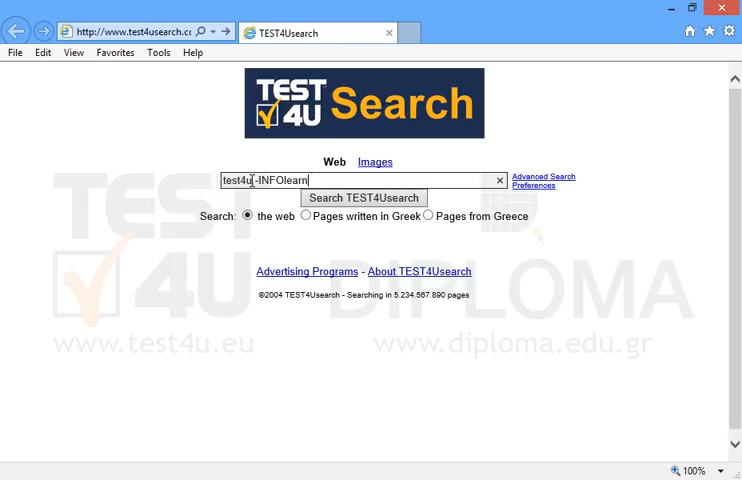 http://www.test4usearch.cc
TEST4Usearch
File Edit View Favorites Tools Help
TEST
4U Search
Web Images
test4u -INFOlearn
Advanced Search
Preferences
Search TEST4Usearch
Search: the web Pages written in Greek Pages from Greece
Advertising Programs - About TEST4Usearch
©2004 TEST4Usearch - Searching in 5.234.567.890 pages
TEST
4U DIPLOMA
www.test4u.eu www.diploma.edu.gr
100%